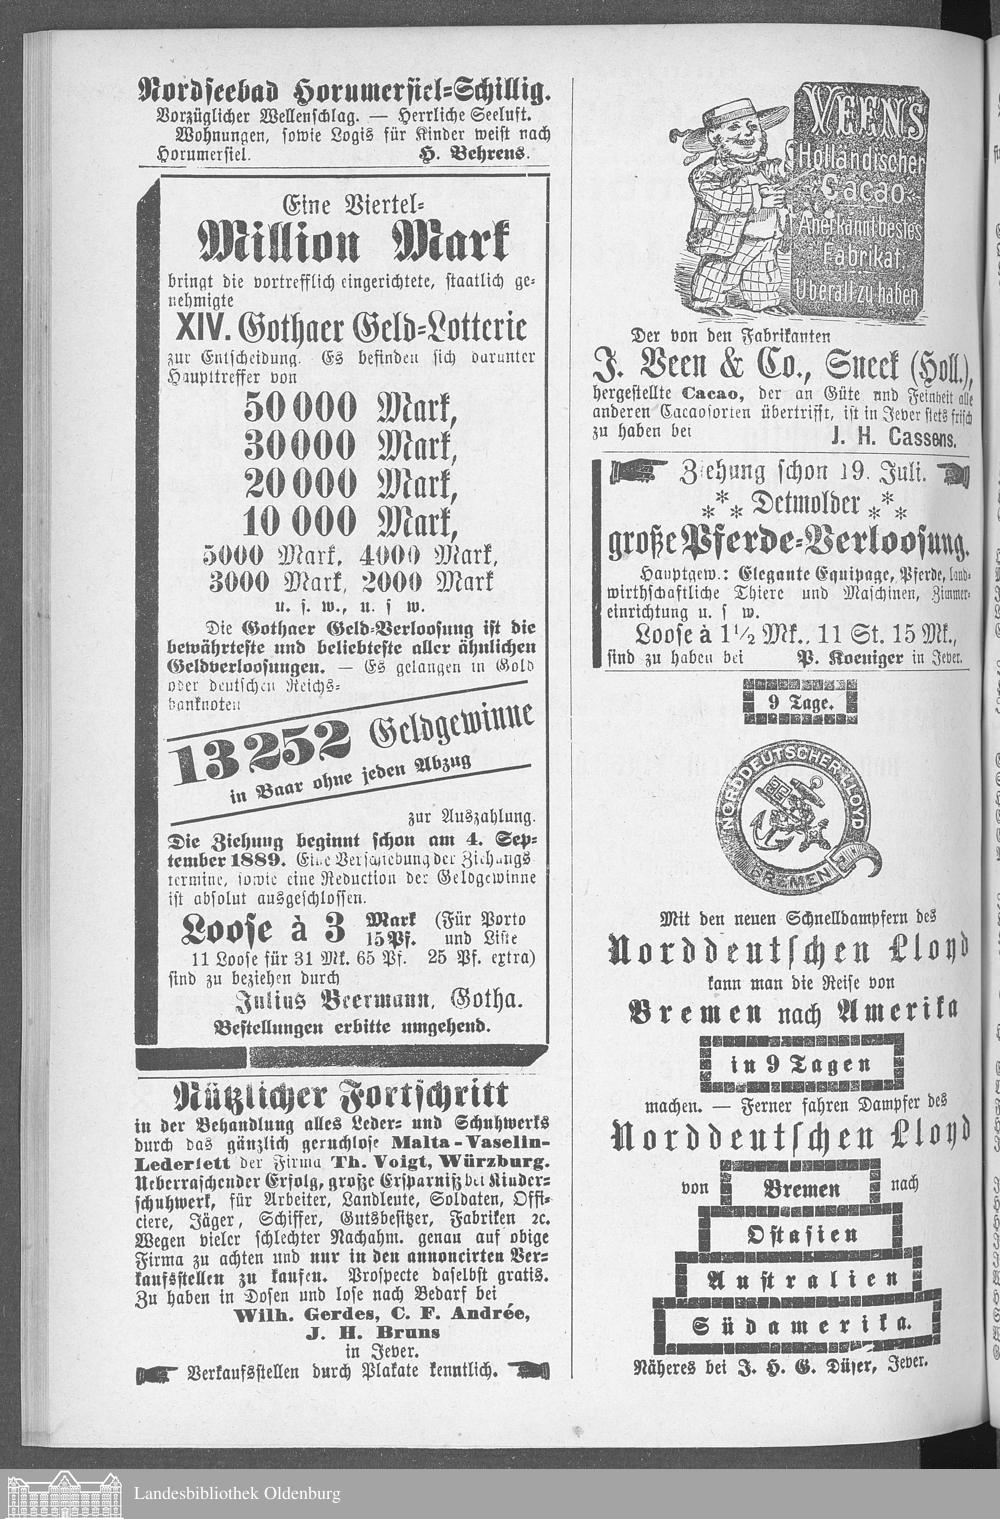 Nordseebad Horumersiel-Schillig.
Vorzüglicher Wellenschlag. — Herrliche Seeluft.
Wohnungen, sowie Logis für Kinder weist nach
Horumersiel. H. Behrens.
Eine Viertel-
Million Mark
bringt die vortrefflich eingerichtete, staatlich ge-
nehmigte
XIV. Gothaer Geld-Lotterie
zur Entscheidung. Es befinden sich darunter
Haupttreffer von
50 000 Mark,
30 000 Mark,
20 000 Mark,
10 000 Mark,
5000 Mark, 4000 Mark,
3000 Mark, 2000 Mark
u. s. w., u. s w.
Die Gothaer Geld-Verloosung ist die
bewährteste und beliebteste aller ähnlichen
Geldverloosungen. — Es gelangen in Gold
oder deutschen Reichs-
banknoten
13252 Geldgewinne
in Baar ohne jeden Abzug
zur Auszahlung.
Die Ziehung beginnt schon am 4. Sep-
tember 1889. Eine Verschiebung der Ziehungs
termine, sowie eine Reduction der Geldgewinne
ist absolut ausgeschlossen.
Loose à 3 Mark 15 Pf. (Für Porto und Liste
11 Loose für 31 Mk. 65 Pf. 25 Pf. extra)
sind zu beziehen durch
Julius Beermann, Gotha.
Bestellungen erbitte umgehend.
Nützlicher Fortschritt
in der Behandlung alles Leder- und Schuhwerks
durch das gänzlich geruchlose Malta-Vaselin-
Lederfett der Firma Th. Voigt, Würzburg.
Ueberraschender Erfolg, große Ersparniß bei Kinder-
schuhwerk, für Arbeiter, Landleute, Soldaten, Offi-
ciere, Jäger, Schiffer, Gutsbesitzer, Fabriken ꝛc.
Wegen vieler schlechter Nachahm. genau auf obige
Firma zu achten und nur in den annoncirten Ver-
kaufsstellen zu kaufen. Prospecte daselbst gratis.
Zu haben in Dosen und lose nach Bedarf bei
Wilh. Gerdes, C. F. Andrée,
J. H. Bruns
in Jever.
Verkaufsstellen durch Plakate kenntlich.
VEENS
Holländischer
Cacao
Anerkannt bestes
Fabrikat.
Überall zu haben
Der von den Fabrikanten
J. Veen & Co., Sneek (Holl.),
hergestellte Cacao, der an Güte und Feinheit alle
anderen Cacaosorten übertrifft, ist in Jever stets frisch
zu haben bei J. H. Cassens.
Ziehung schon 19. Juli.
⁂ Detmolder ⁂
große Pferde-Verloosung.
Hauptgew.: Elegante Equipage, Pferde, land-
wirthschaftliche Thiere und Maschinen, Zimmer-
einrichtung u. s w.
Loose à 1½ Mk., 11 St. 15 Mk.,
sind zu haben bei P. Koeniger in Jever.
9 Tage.
NORDDEUTSCHER LLOYD
BREMEN
Mit den neuen Schnelldampfern des
Norddeutschen Lloyd
kann man die Reise von
Bremen nach Amerika
in 9 Tagen
machen. — Ferner fahren Dampfer des
Norddeutschen Lloyd
von Bremen nach
Ostasien
Australien
Südamerika.
Näheres bei J. H. G. Düser, Jever.
Landesbibliothek Oldenburg